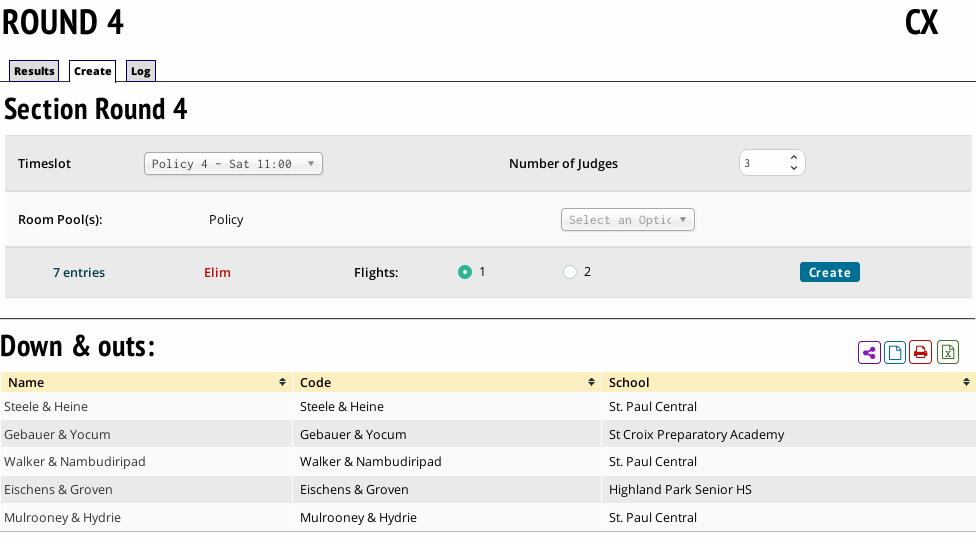 ROUND 4 CX
Results Create Log
Section Round 4
Timeslot Policy 4 - Sat 11:00 Number of Judges 3
Room Pool(s): Policy Select an Optic
7 entries Elim Flights: 1 2 Create
Down & outs:
Name Code School
Steele & Heine Steele & Heine St. Paul Central
Gebauer & Yocum Gebauer & Yocum St Croix Preparatory Academy
Walker & Nambudiripad Walker & Nambudiripad St. Paul Central
Eischens & Groven Eischens & Groven Highland Park Senior HS
Mulrooney & Hydrie Mulrooney & Hydrie St. Paul Central